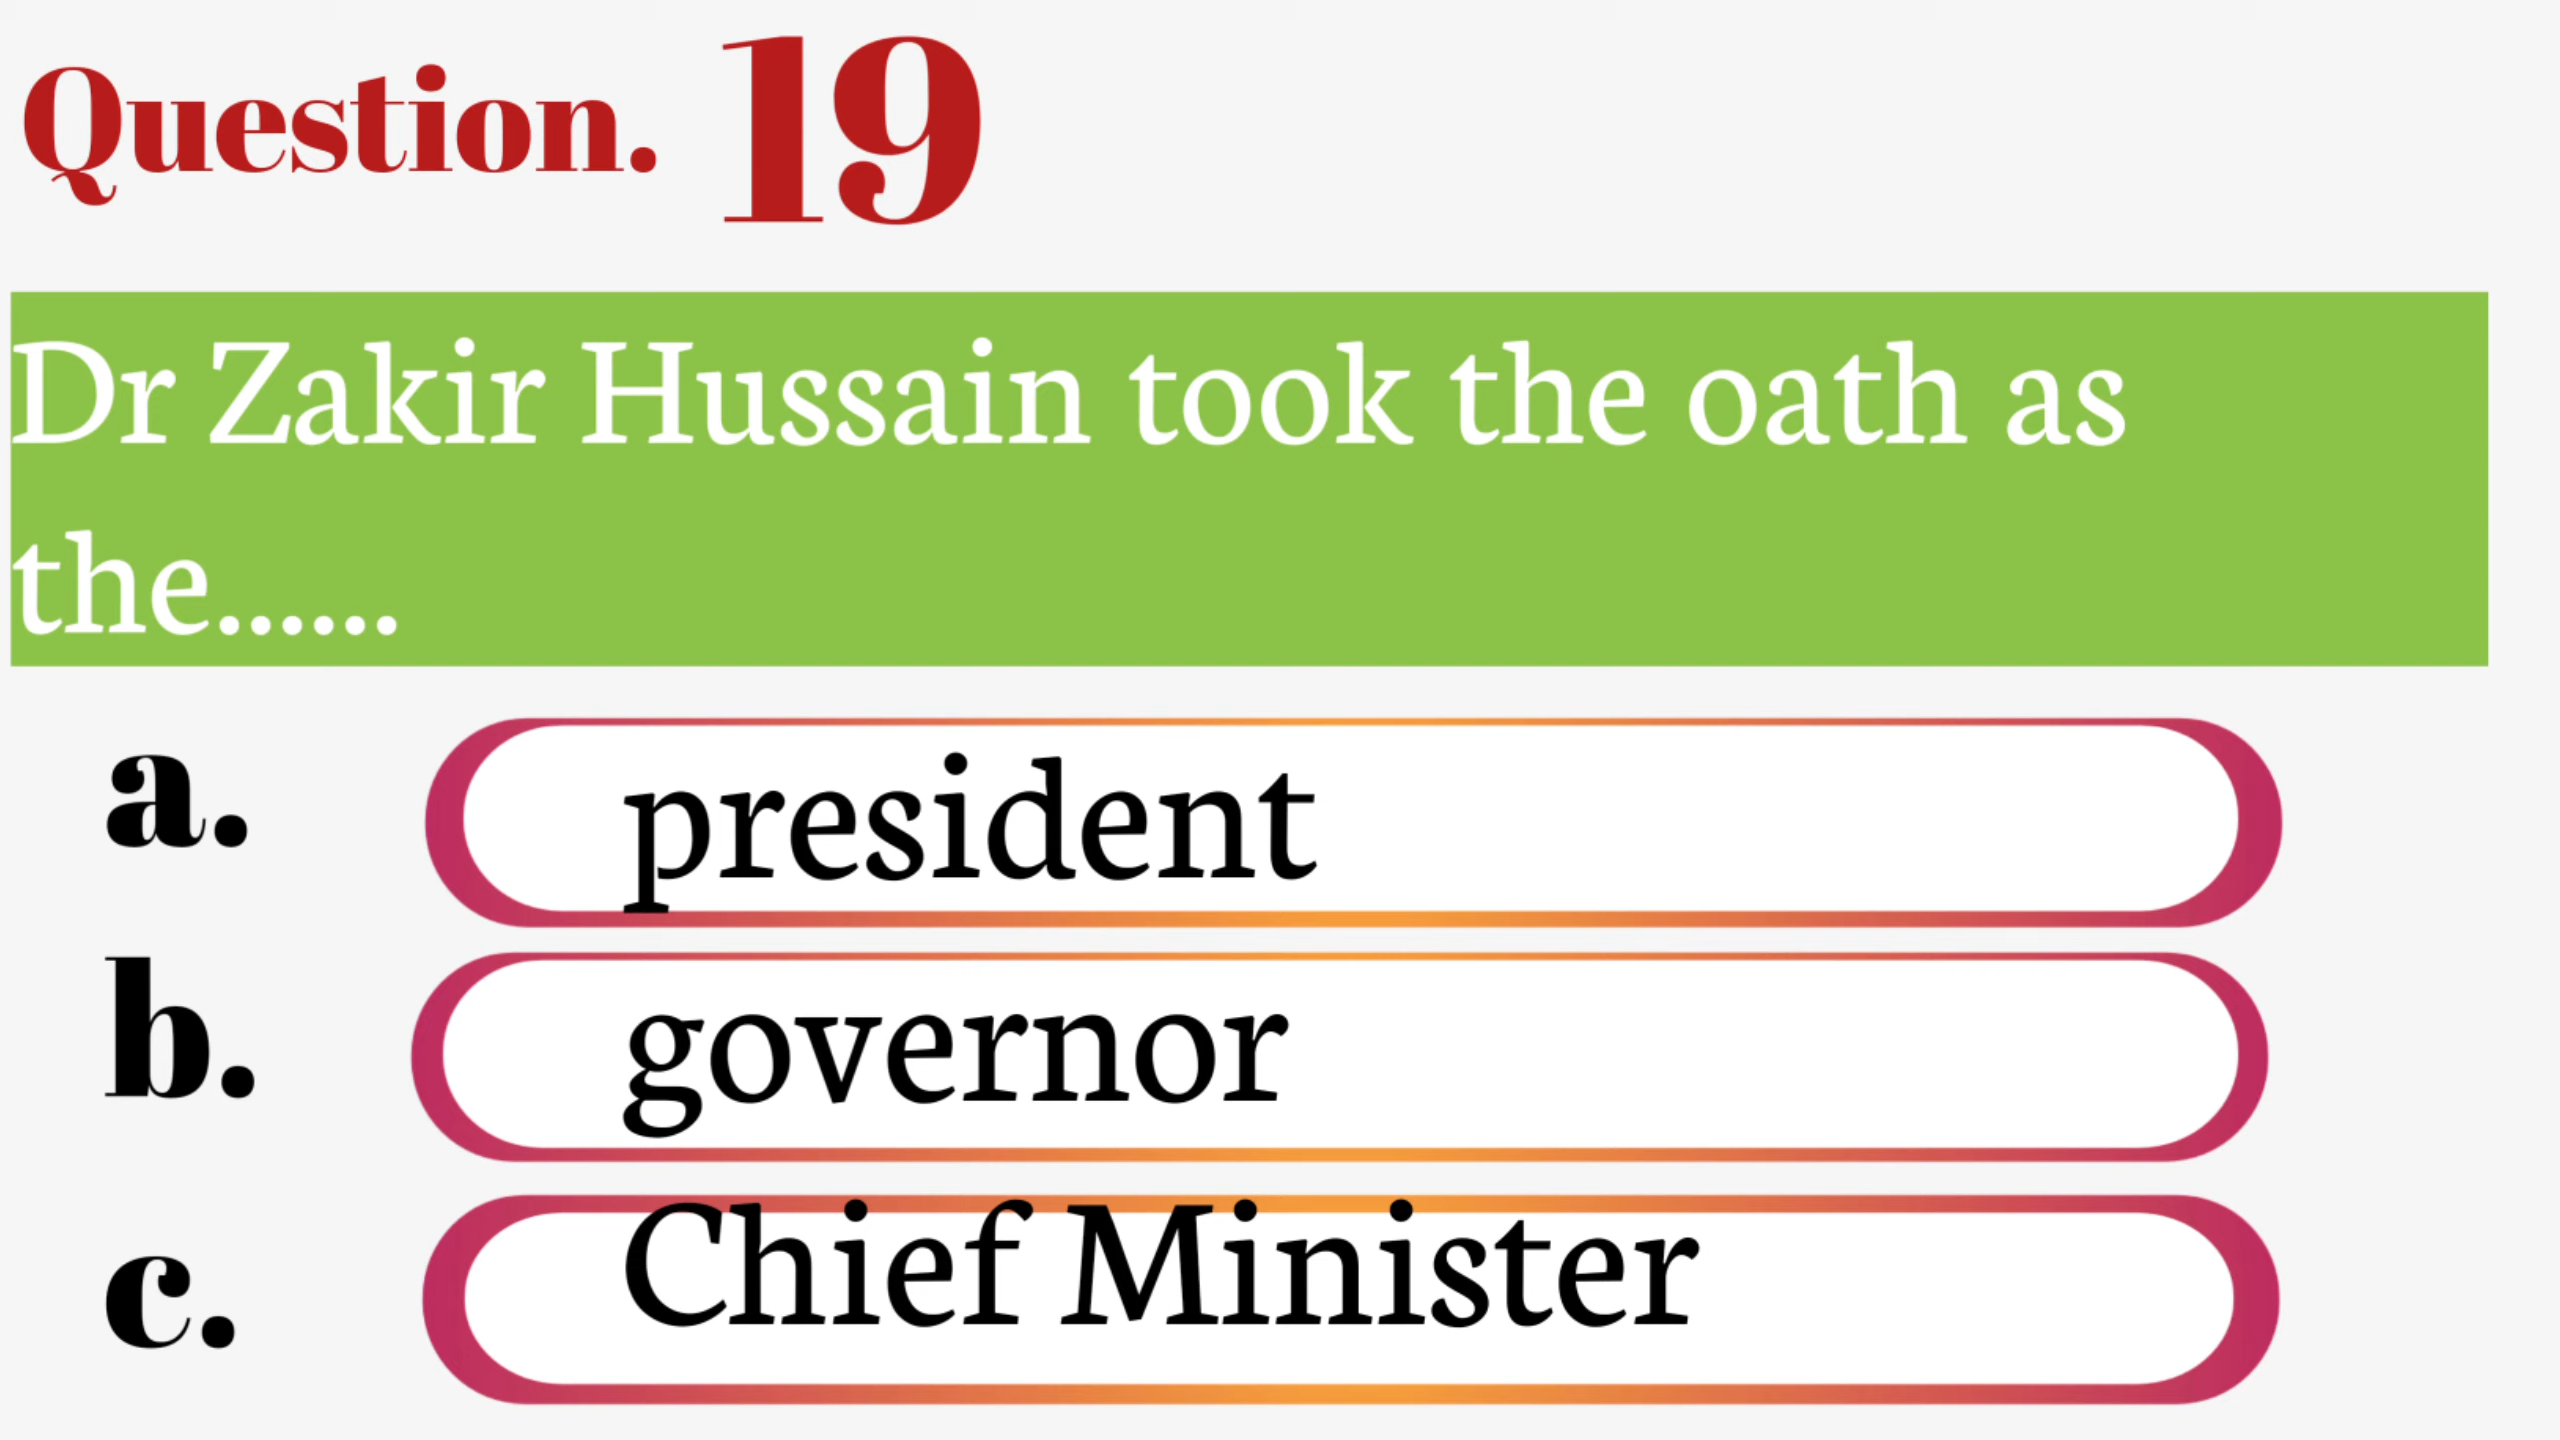 Question. 19
Dr Zakir Hussain took the oath as
the......
a. president
b. governor
c. Chief Minister